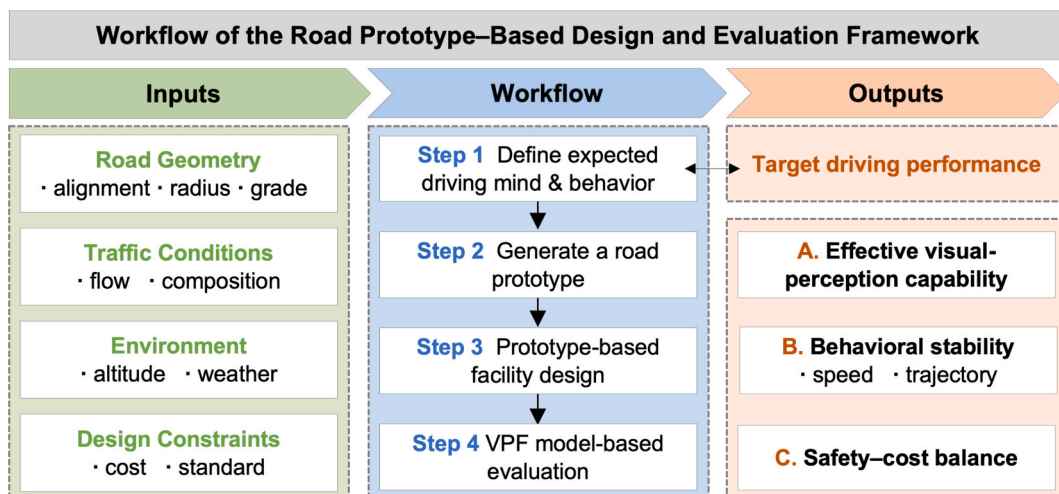 Workflow of the Road Prototype–Based Design and Evaluation Framework
Inputs
Workflow
Outputs
Road Geometry
· alignment · radius · grade
Traffic Conditions
· flow · composition
Environment
· altitude · weather
Design Constraints
· cost · standard
Step 1 Define expected
driving mind & behavior
Step 2 Generate a road
prototype
Step 3 Prototype-based
facility design
Step 4 VPF model-based
evaluation
Target driving performance
A. Effective visual-
perception capability
B. Behavioral stability
· speed · trajectory
C. Safety–cost balance